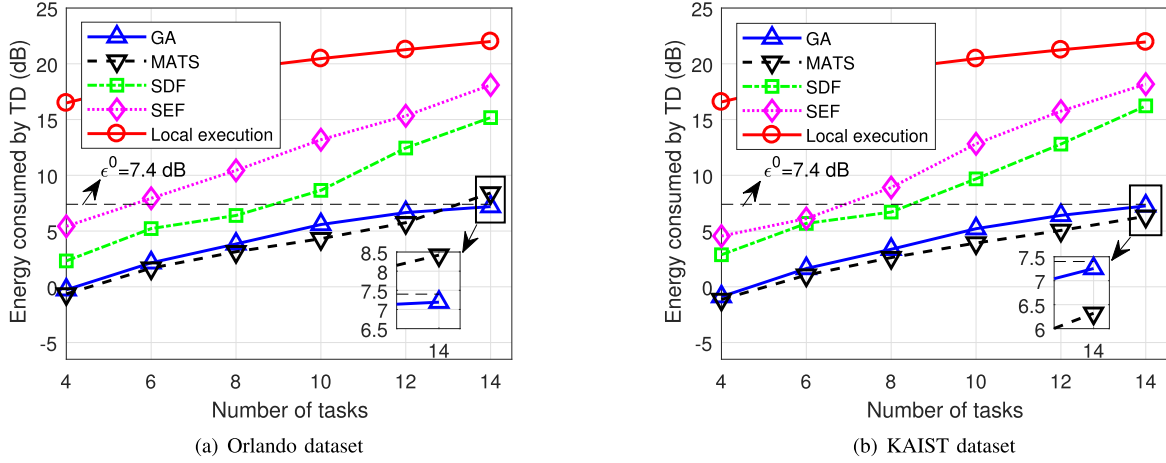 Energy consumed by TD (dB)
25
20
15
10
5
0
-5
GA
MATS
SDF
SEF
Local execution
ϵ⁰=7.4 dB
8.5
8
7.5
7
6.5
14
4 6 8 10 12 14
Number of tasks
(a) Orlando dataset
Energy consumed by TD (dB)
25
20
15
10
5
0
-5
GA
MATS
SDF
SEF
Local execution
ϵ⁰=7.4 dB
7.5
7
6.5
6
14
4 6 8 10 12 14
Number of tasks
(b) KAIST dataset